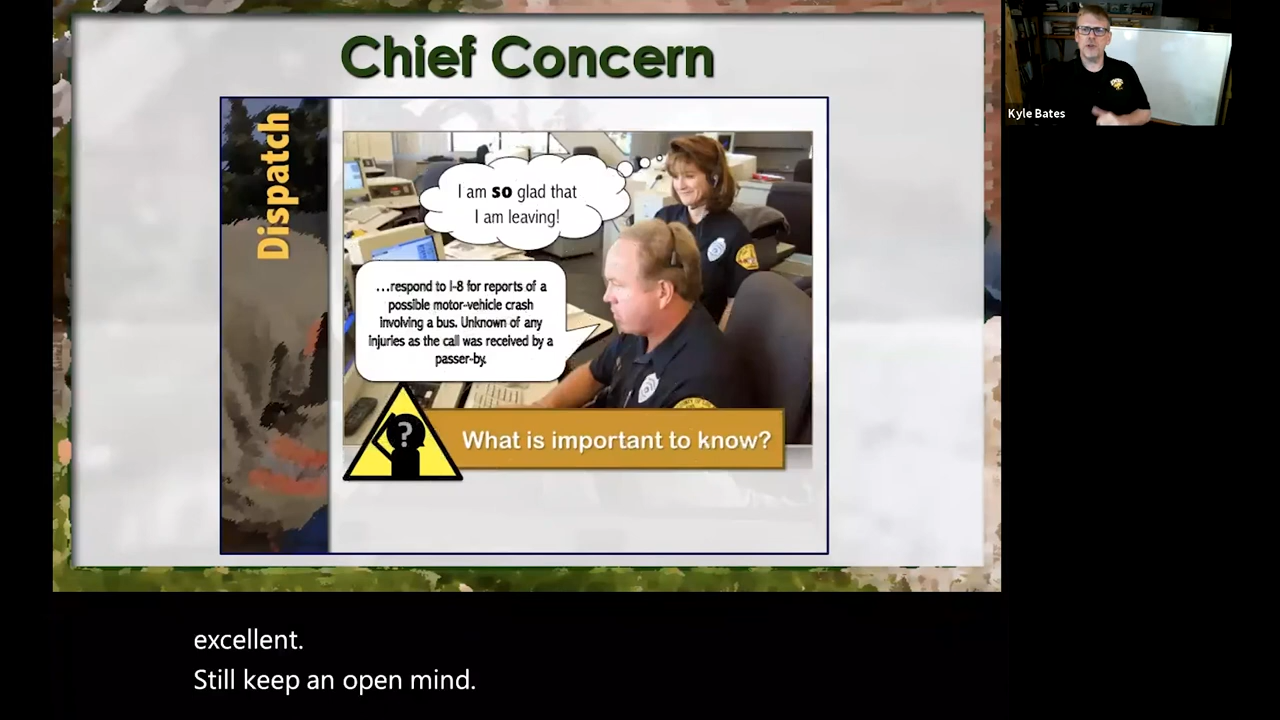 Chief Concern
Kyle Bates
Dispatch
I am so glad that
I am leaving!
...respond to I-8 for reports of a
possible motor-vehicle crash
involving a bus. Unknown of any
injuries as the call was received by a
passer-by.
?
What is important to know?
excellent.
Still keep an open mind.